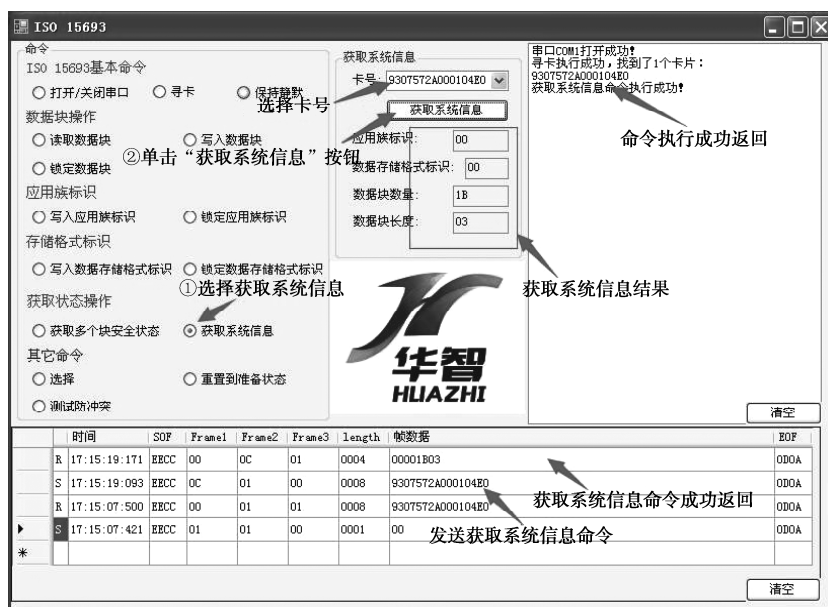 ISO 15693
命令
ISO 15693基本命令
打开/关闭串口 寻卡 保持静默
数据块操作
读取数据块 写入数据块
锁定数据块
应用族标识
写入应用族标识 锁定应用族标识
存储格式标识
写入数据存储格式标识 锁定数据存储格式标识
①选择获取系统信息
获取状态操作
获取多个块安全状态 获取系统信息
其它命令
选择 重置到准备状态
测试防冲突
获取系统信息
卡号: 9307572A000104E0
选择卡号
获取系统信息
②单击“获取系统信息”按钮
应用族标识: 00
数据存储格式标识: 00
数据块数量: 1B
数据块长度: 03
获取系统信息结果
华智
HUAZHI
串口COM1打开成功!
寻卡执行成功，找到了1个卡片:
9307572A000104E0
获取系统信息命令执行成功!
命令执行成功返回
清空
时间 SOF Frame1 Frame2 Frame3 length 帧数据 EOF
R 17:15:19:171 EECC 00 0C 01 0004 00001B03 0D0A
S 17:15:19:093 EECC 0C 01 00 0008 9307572A000104E0 0D0A
R 17:15:07:500 EECC 00 01 01 0008 9307572A000104E0 0D0A
S 17:15:07:421 EECC 01 01 00 0001 00 0D0A
获取系统信息命令成功返回
发送获取系统信息命令
清空